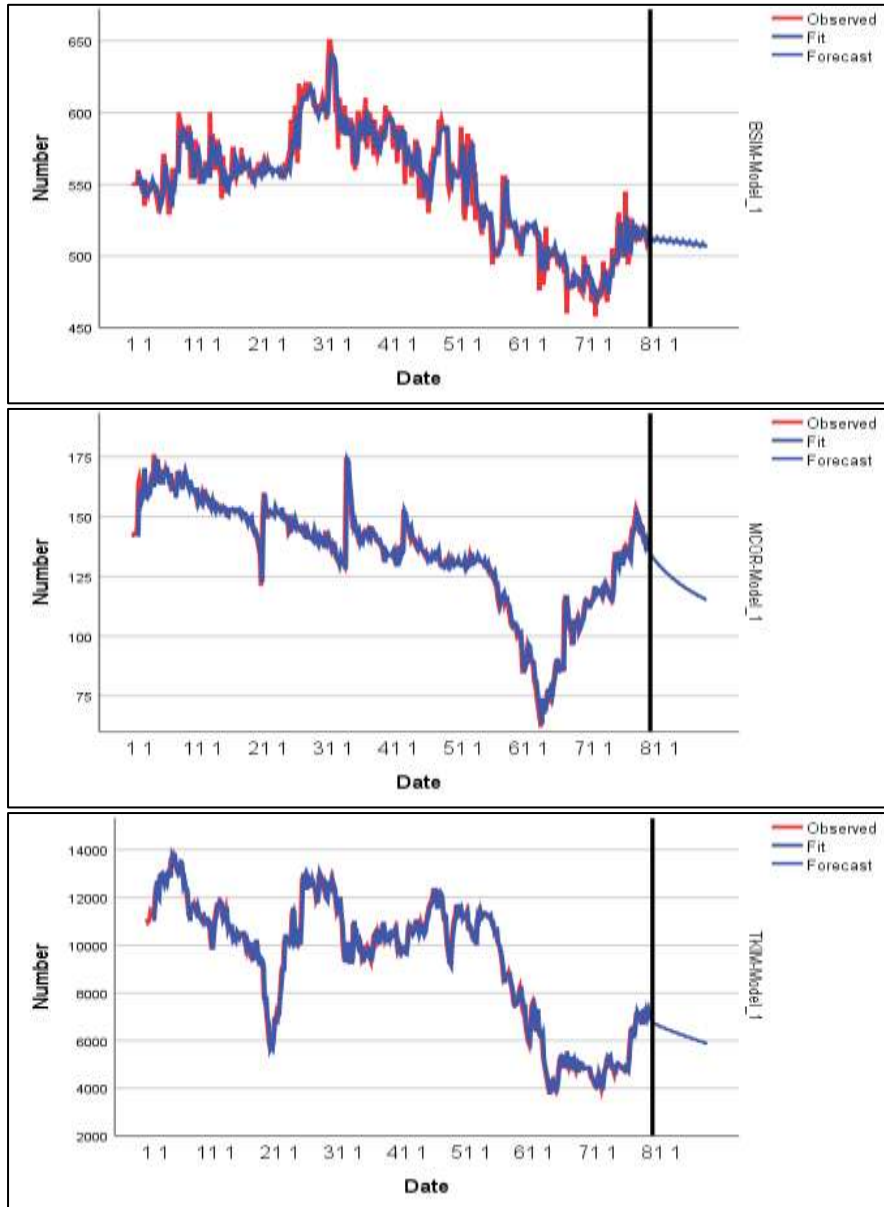 Observed
Fit
Forecast
650
600
550
500
450
Number
BSIM-Model_1
1 1 11 1 21 1 31 1 41 1 51 1 61 1 71 1 81 1
Date
Observed
Fit
Forecast
175
150
125
100
75
Number
MCOR-Model_1
1 1 11 1 21 1 31 1 41 1 51 1 61 1 71 1 81 1
Date
Observed
Fit
Forecast
14000
12000
10000
8000
6000
4000
2000
Number
TKIM-Model_1
1 1 11 1 21 1 31 1 41 1 51 1 61 1 71 1 81 1
Date